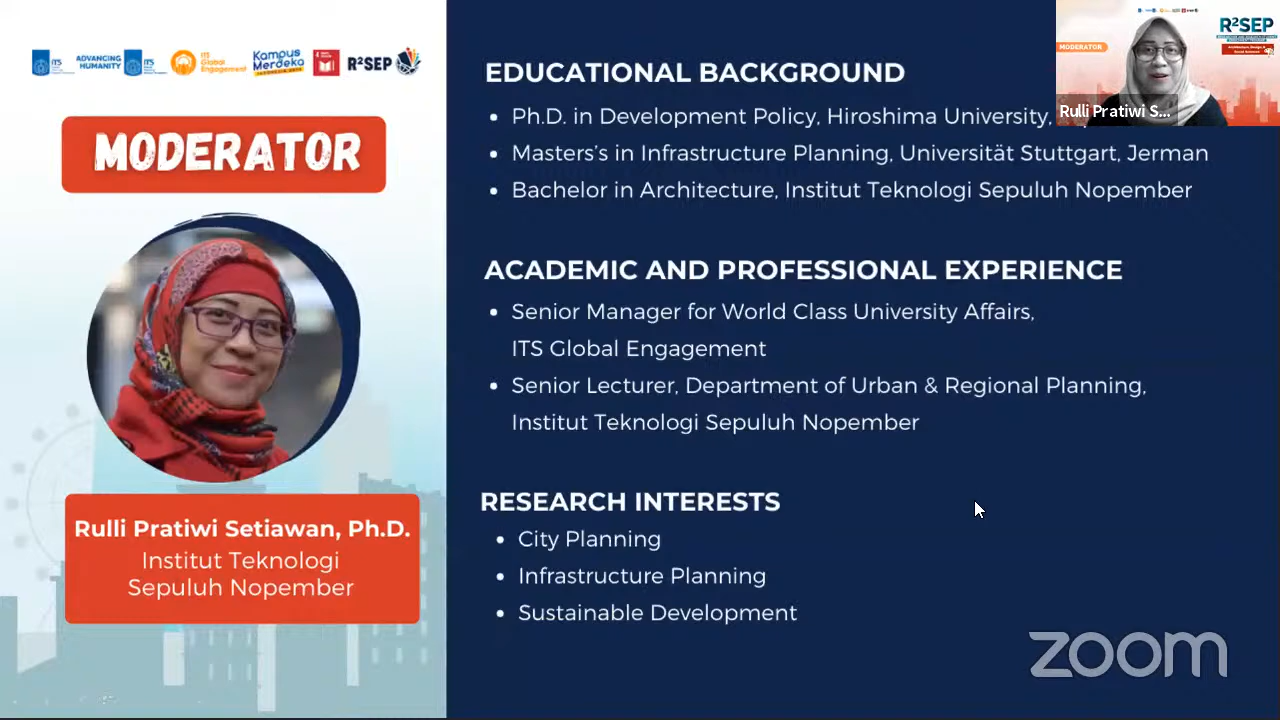 ITS
ADVANCING
HUMANITY
ITS
ITS
Global
Engagement
Kampus
Merdeka
INDONESIA JAYA
R²SEP
MODERATOR
Rulli Pratiwi Setiawan, Ph.D.
Institut Teknologi
Sepuluh Nopember
EDUCATIONAL BACKGROUND
• Ph.D. in Development Policy, Hiroshima University,
• Masters’s in Infrastructure Planning, Universität Stuttgart, Jerman
• Bachelor in Architecture, Institut Teknologi Sepuluh Nopember
ACADEMIC AND PROFESSIONAL EXPERIENCE
• Senior Manager for World Class University Affairs,
ITS Global Engagement
• Senior Lecturer, Department of Urban & Regional Planning,
Institut Teknologi Sepuluh Nopember
RESEARCH INTERESTS
• City Planning
• Infrastructure Planning
• Sustainable Development
R²SEP
MODERATOR
Rulli Pratiwi S...
zoom